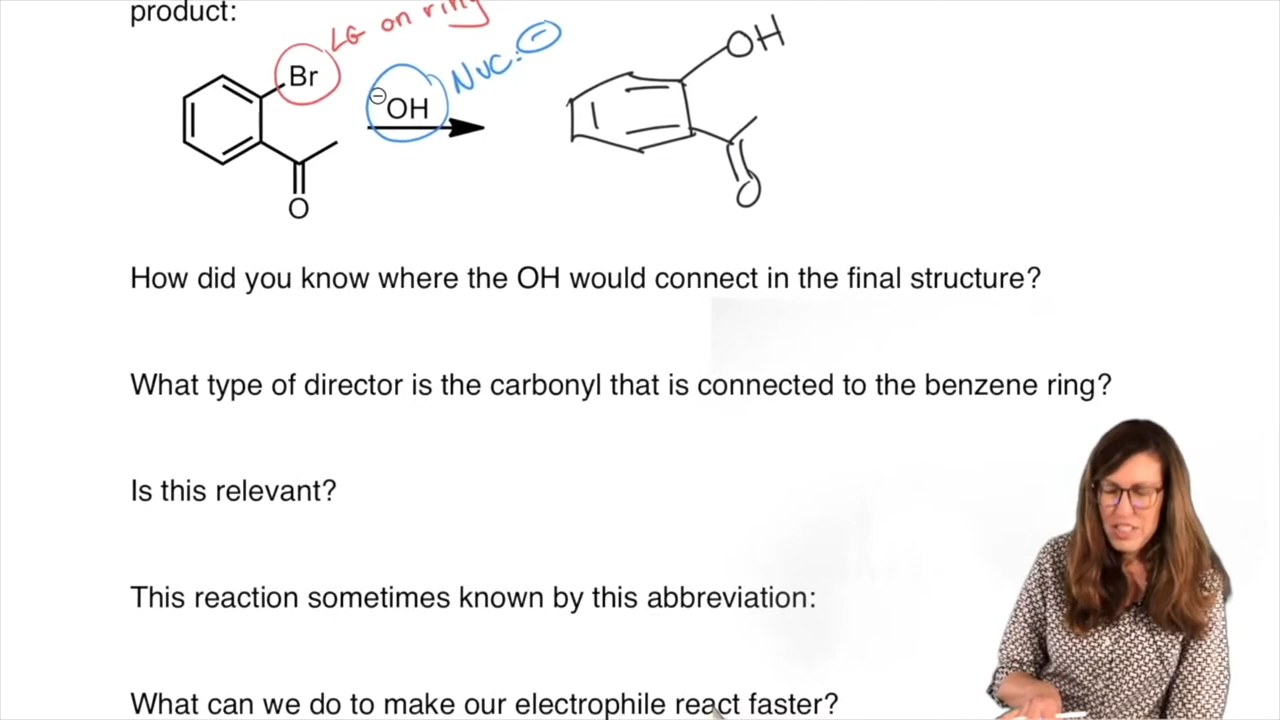 product:
LG on ring
Br
⊖OH
Nuc:⊖
OH
O
O
How did you know where the OH would connect in the final structure?
What type of director is the carbonyl that is connected to the benzene ring?
Is this relevant?
This reaction sometimes known by this abbreviation:
What can we do to make our electrophile react faster?